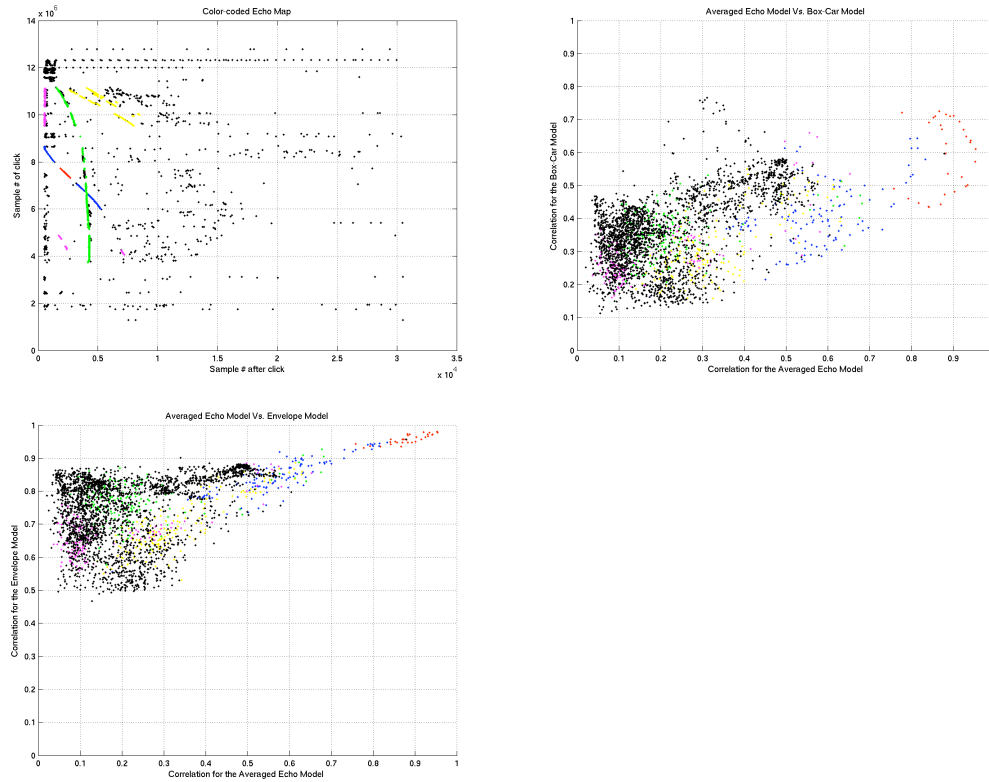 Color-coded Echo Map
x 10^6
14
12
10
8
6
4
2
0
Sample # of click
0 0.5 1 1.5 2 2.5 3 3.5
x 10^4
Sample # after click
Averaged Echo Model Vs. Box-Car Model
1
0.9
0.8
0.7
0.6
0.5
0.4
0.3
0.2
0.1
0
Correlation for the Box-Car Model
0 0.1 0.2 0.3 0.4 0.5 0.6 0.7 0.8 0.9
Correlation for the Averaged Echo Model
Averaged Echo Model Vs. Envelope Model
1
0.9
0.8
0.7
0.6
0.5
0.4
0.3
0.2
0.1
0
Correlation for the Envelope Model
0 0.1 0.2 0.3 0.4 0.5 0.6 0.7 0.8 0.9 1
Correlation for the Averaged Echo Model